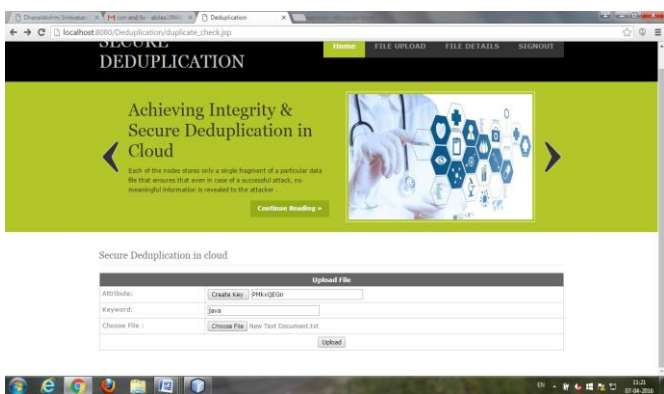 Deduplication
localhost:8080/Deduplication/duplicate_check.jsp
SECURE
DEDUPLICATION
Home FILE UPLOAD FILE DETAILS SIGNOUT
Achieving Integrity &
Secure Deduplication in
Cloud
Each of the nodes stores only a single fragment of a particular data
file that ensures that even in case of a successful attack, no
meaningful information is revealed to the attacker .
Continue Reading »
Secure Deduplication in cloud
Upload File
Attribute: Create Key PMkxQEGn
Keyword: java
Choose File : Choose File New Text Document.txt
Upload
EN 11:21
07-04-2016